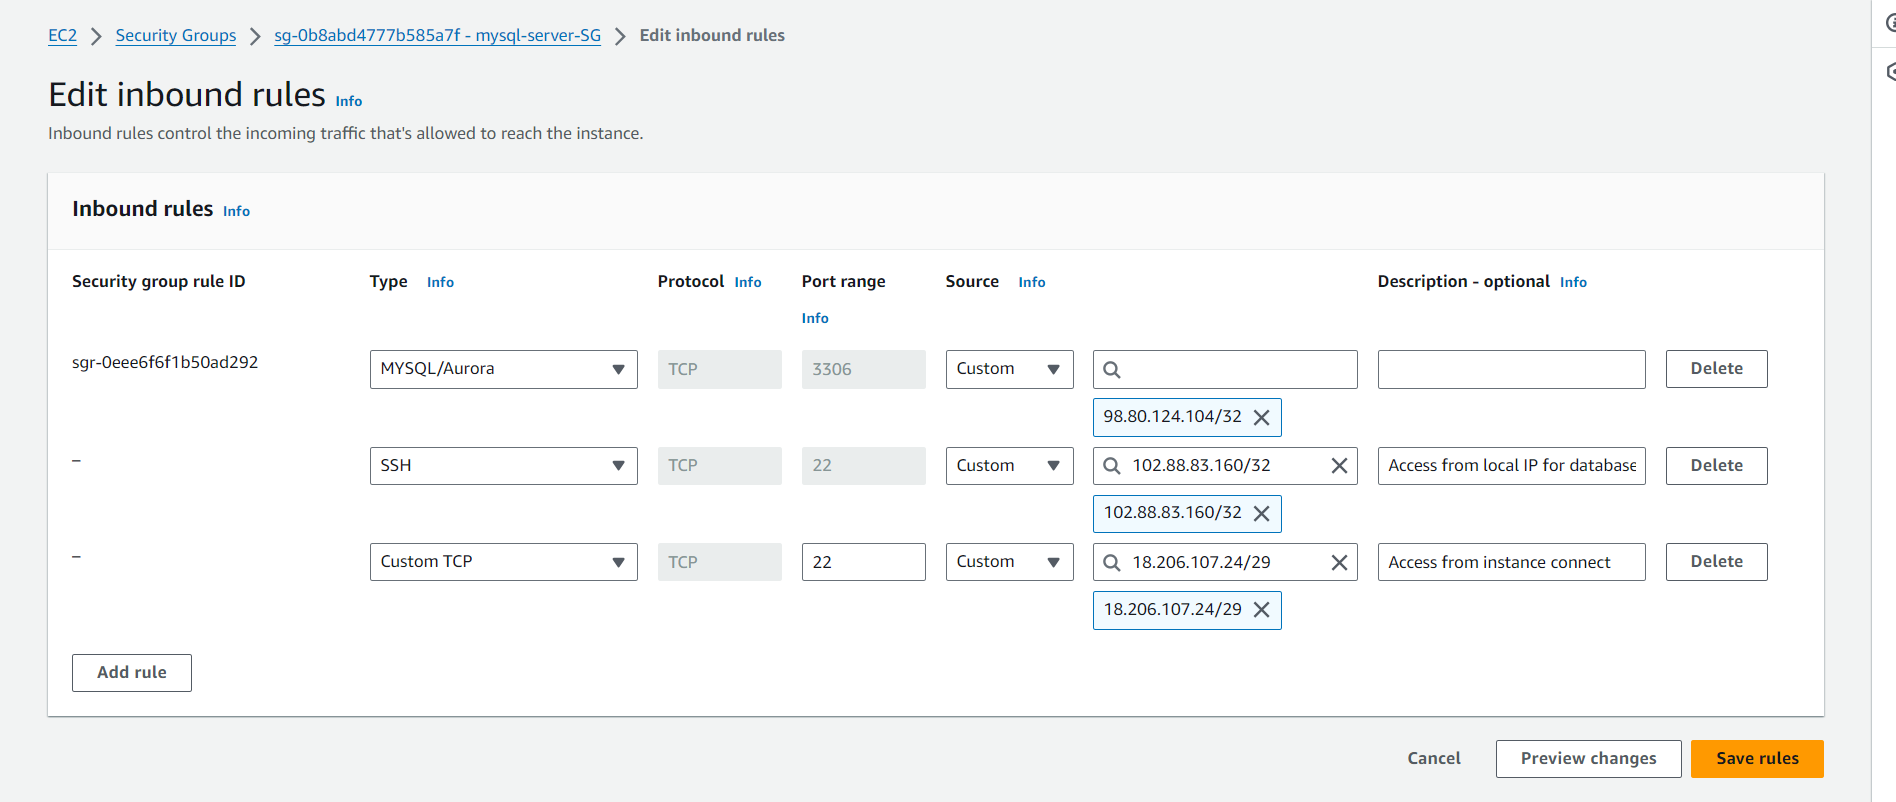 EC2 > Security Groups > sg-0b8abd4777b585a7f - mysql-server-SG > Edit inbound rules
Edit inbound rules Info
Inbound rules control the incoming traffic that's allowed to reach the instance.
Inbound rules Info
Security group rule ID Type Info Protocol Info Port range Info Source Info Description - optional Info
sgr-0eee6f6f1b50ad292 MYSQL/Aurora TCP 3306 Custom Delete
98.80.124.104/32
– SSH TCP 22 Custom 102.88.83.160/32 Access from local IP for database Delete
102.88.83.160/32
– Custom TCP TCP 22 Custom 18.206.107.24/29 Access from instance connect Delete
18.206.107.24/29
Add rule
Cancel Preview changes Save rules